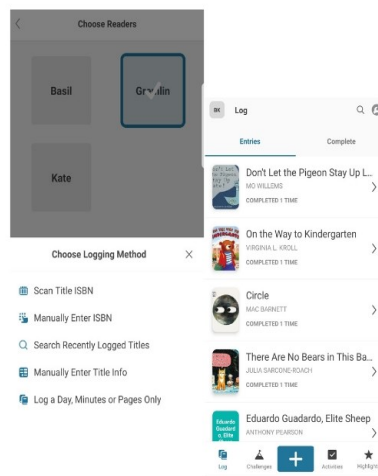 Choose Readers
Basil
Gremlin
Kate
Choose Logging Method
Scan Title ISBN
Manually Enter ISBN
Search Recently Logged Titles
Manually Enter Title Info
Log a Day, Minutes or Pages Only
Log
Entries
Complete
Don't Let the Pigeon Stay Up L...
MO WILLEMS
COMPLETED 1 TIME
On the Way to Kindergarten
VIRGINIA L. KROLL
COMPLETED 1 TIME
Circle
MAC BARNETT
COMPLETED 1 TIME
There Are No Bears in This Ba...
JULIA SARCONE-ROACH
COMPLETED 1 TIME
Eduardo
Guadard
o, Elite
Eduardo Guadardo, Elite Sheep
ANTHONY PEARSON
Log
Challenges
Activities
Highlight